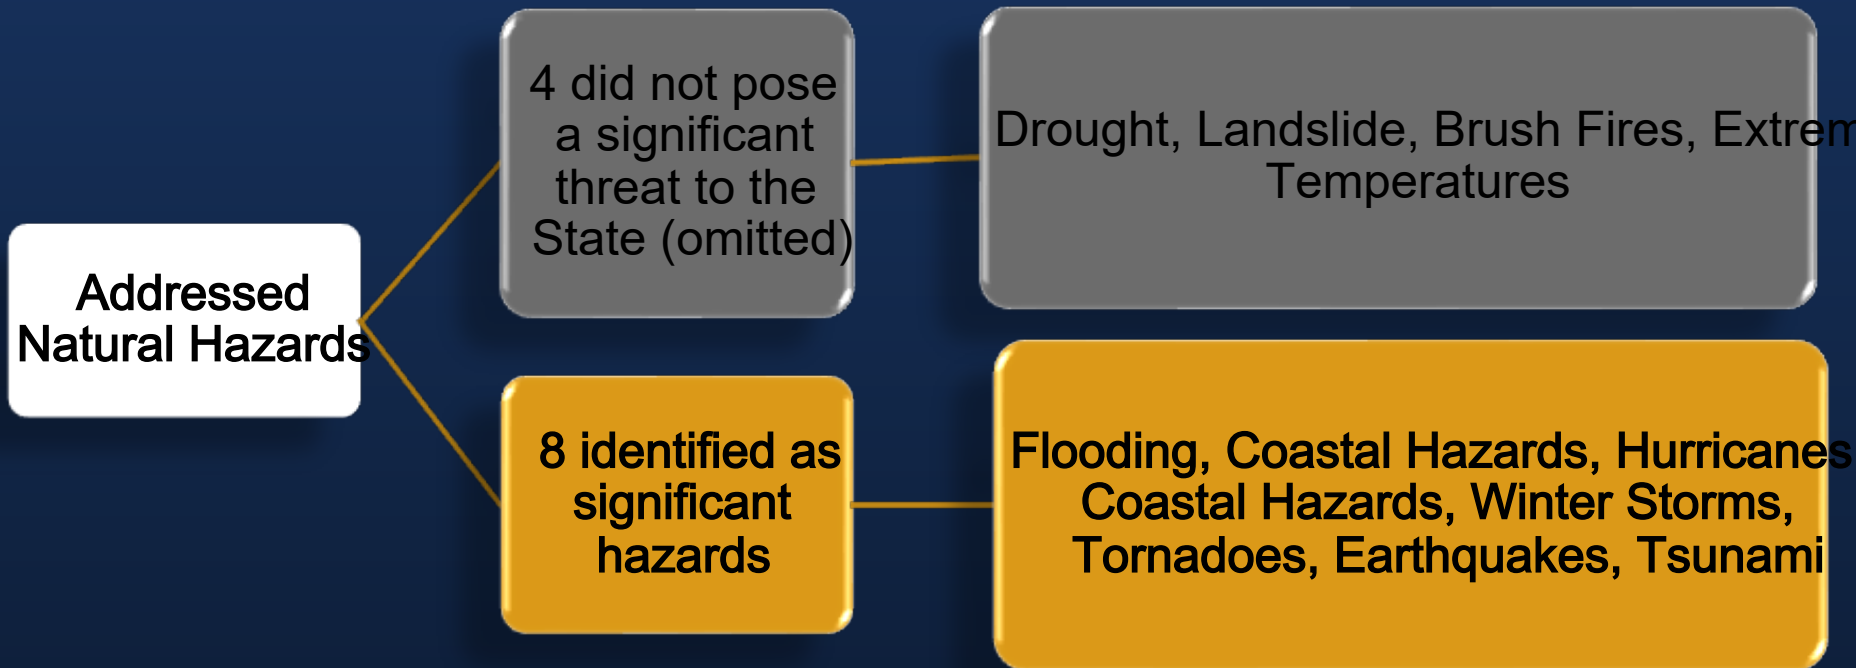 Addressed
Natural Hazards
4 did not pose
a significant
threat to the
State (omitted)
Drought, Landslide, Brush Fires, Extrem
Temperatures
8 identified as
significant
hazards
Flooding, Coastal Hazards, Hurricanes
Coastal Hazards, Winter Storms,
Tornadoes, Earthquakes, Tsunami